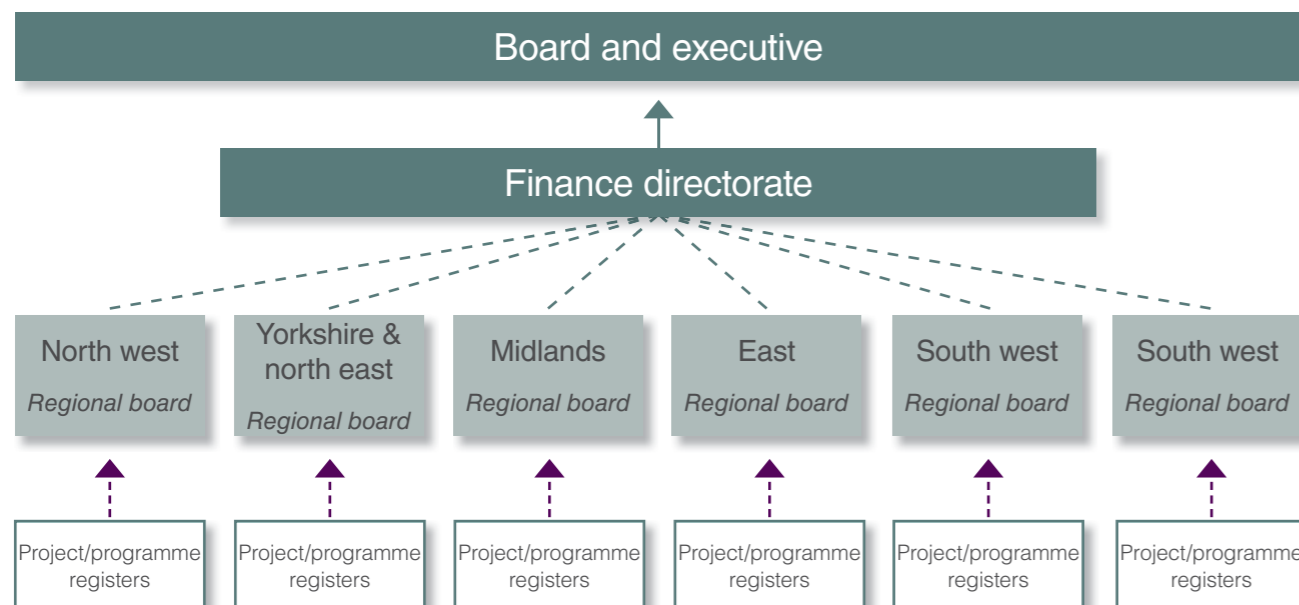 Board and executive
Finance directorate
North west
Regional board
Yorkshire &
north east
Regional board
Midlands
Regional board
East
Regional board
South west
Regional board
South west
Regional board
Project/programme
registers
Project/programme
registers
Project/programme
registers
Project/programme
registers
Project/programme
registers
Project/programme
registers